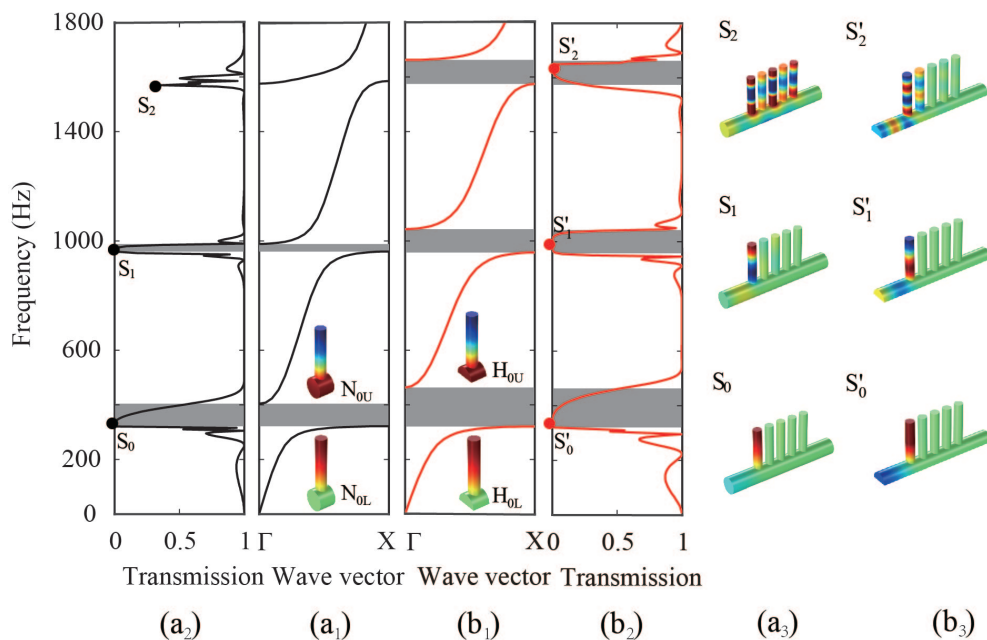 1800
1400
1000
600
200
0
Frequency (Hz)
S₂
S₁
S₀
N₀U
N₀L
H₀U
H₀L
S'₂
S'₁
S'₀
0 0.5 1
Γ X
Γ X
0 0.5 1
Transmission
Wave vector
Wave vector
Transmission
S₂
S'₂
S₁
S'₁
S₀
S'₀
(a₂)
(a₁)
(b₁)
(b₂)
(a₃)
(b₃)